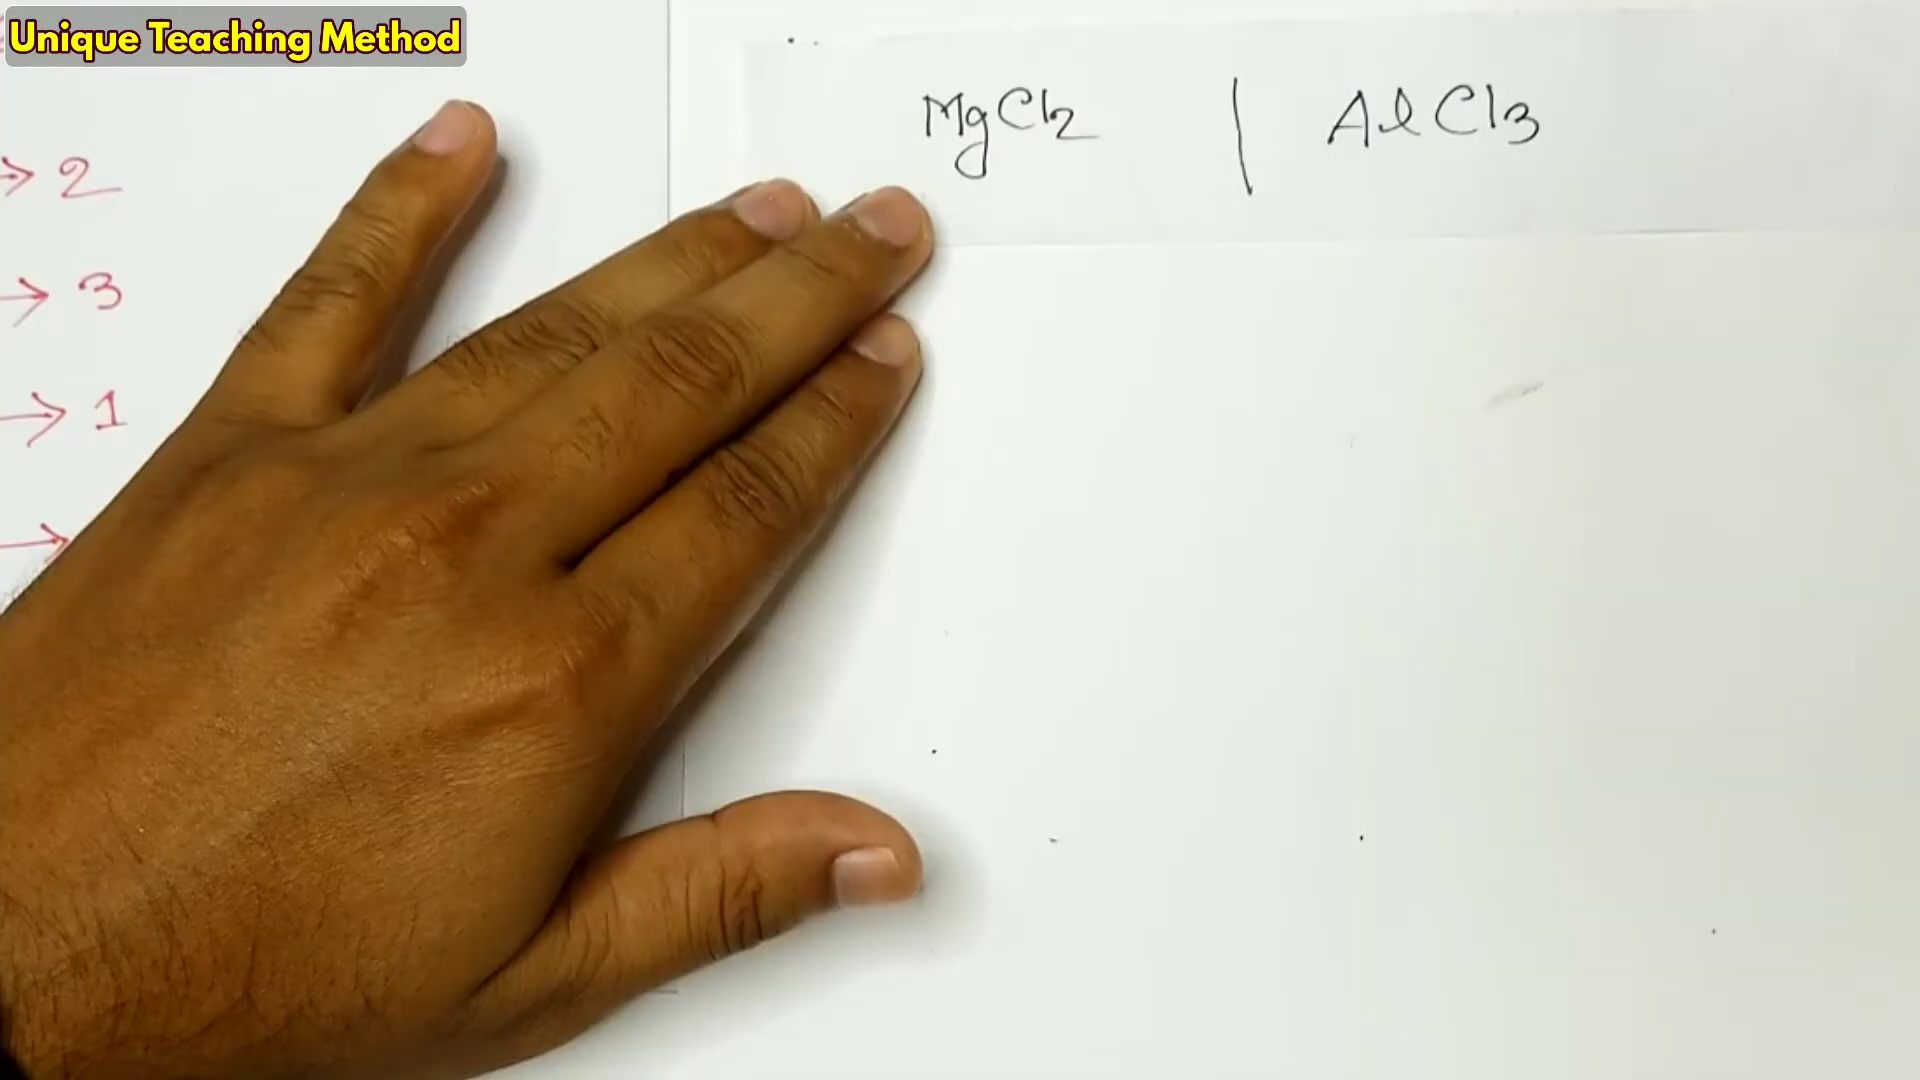 Unique Teaching Method
MgCl2 | AlCl3
→ 2
→ 3
→ 1
→